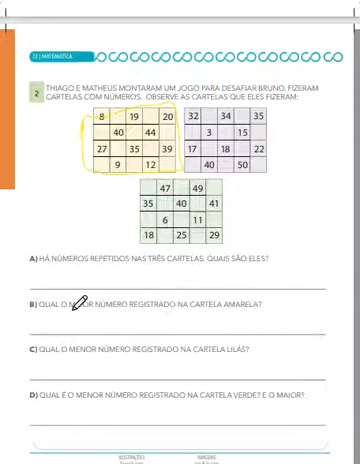 72 | MATEMÁTICA
2
THIAGO E MATHEUS MONTARAM UM JOGO PARA DESAFIAR BRUNO. FIZERAM
CARTELAS COM NÚMEROS. OBSERVE AS CARTELAS QUE ELES FIZERAM:
8 19 20
40 44
27 35 39
9 12
32 34 35
3 15
17 18 22
40 50
47 49
35 40 41
6 11
18 25 29
A) HÁ NÚMEROS REPETIDOS NAS TRÊS CARTELAS. QUAIS SÃO ELES?
B) QUAL O MAIOR NÚMERO REGISTRADO NA CARTELA AMARELA?
C) QUAL O MENOR NÚMERO REGISTRADO NA CARTELA LILÁS?
D) QUAL É O MENOR NÚMERO REGISTRADO NA CARTELA VERDE? E O MAIOR?
ILUSTRAÇÕES
IMAGENS